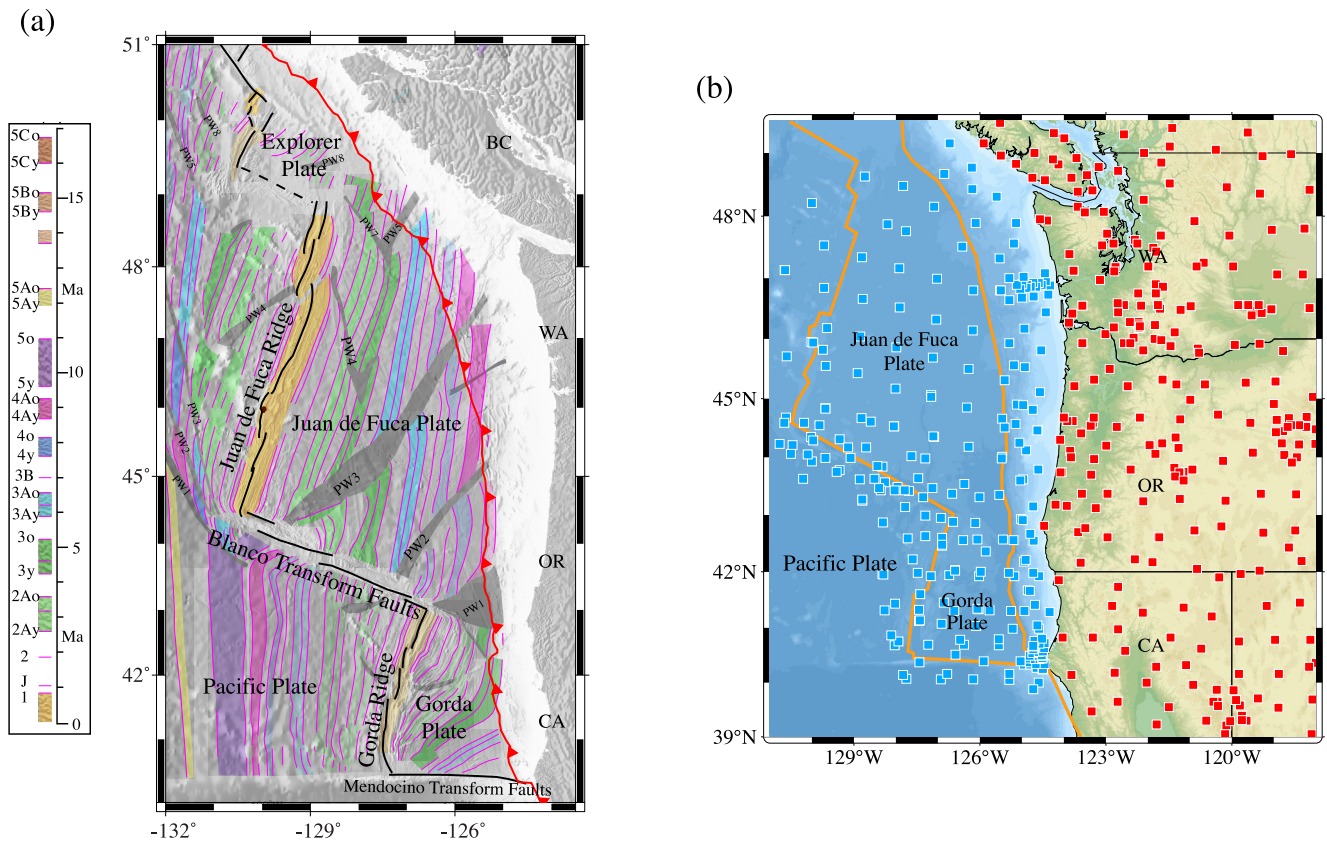 (a)
51°
48°
45°
42°
-132°
-129°
-126°
5Co
5Cy
5Bo
5By
15
5Ao
5Ay
Ma
5o
5y
10
4Ao
4Ay
4o
4y
3B
3Ao
3Ay
3o
3y
5
2Ao
2Ay
Ma
2
J
1
0
Explorer
Plate
BC
PW8
PW8
PW5
PW7
PW5
PW4
PW4
WA
Juan de Fuca Ridge
Juan de Fuca Plate
PW3
PW2
PW1
PW3
PW2
Blanco Transform Faults
OR
PW1
Pacific Plate
Gorda Ridge
Gorda
Plate
CA
Mendocino Transform Faults
(b)
48°N
45°N
42°N
39°N
129°W
126°W
123°W
120°W
WA
Juan de Fuca
Plate
OR
Pacific Plate
Gorda
Plate
CA